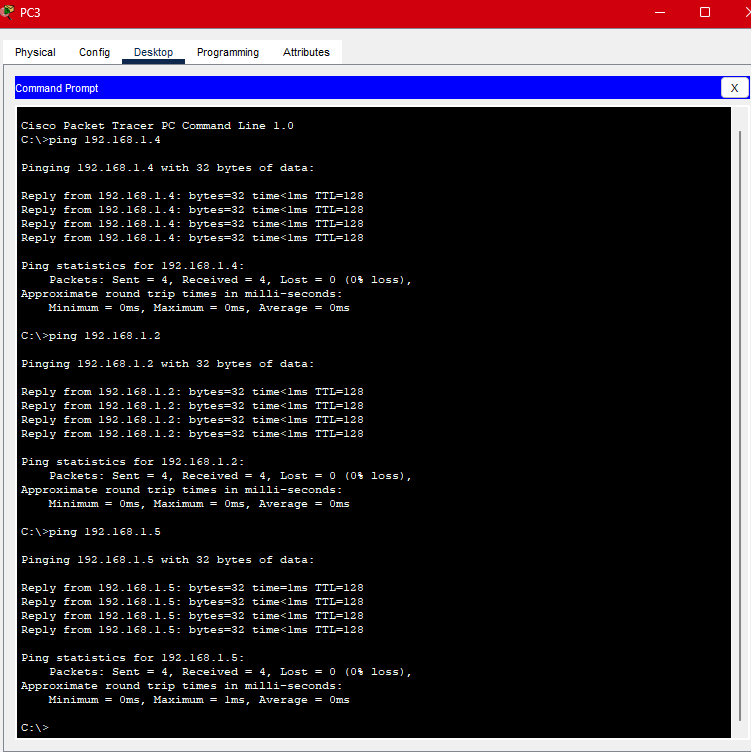 PC3
Physical Config Desktop Programming Attributes
Command Prompt
X
Cisco Packet Tracer PC Command Line 1.0
C:\>ping 192.168.1.4
Pinging 192.168.1.4 with 32 bytes of data:
Reply from 192.168.1.4: bytes=32 time<1ms TTL=128
Reply from 192.168.1.4: bytes=32 time<1ms TTL=128
Reply from 192.168.1.4: bytes=32 time<1ms TTL=128
Reply from 192.168.1.4: bytes=32 time<1ms TTL=128
Ping statistics for 192.168.1.4:
    Packets: Sent = 4, Received = 4, Lost = 0 (0% loss),
Approximate round trip times in milli-seconds:
    Minimum = 0ms, Maximum = 0ms, Average = 0ms
C:\>ping 192.168.1.2
Pinging 192.168.1.2 with 32 bytes of data:
Reply from 192.168.1.2: bytes=32 time<1ms TTL=128
Reply from 192.168.1.2: bytes=32 time<1ms TTL=128
Reply from 192.168.1.2: bytes=32 time<1ms TTL=128
Reply from 192.168.1.2: bytes=32 time<1ms TTL=128
Ping statistics for 192.168.1.2:
    Packets: Sent = 4, Received = 4, Lost = 0 (0% loss),
Approximate round trip times in milli-seconds:
    Minimum = 0ms, Maximum = 0ms, Average = 0ms
C:\>ping 192.168.1.5
Pinging 192.168.1.5 with 32 bytes of data:
Reply from 192.168.1.5: bytes=32 time=1ms TTL=128
Reply from 192.168.1.5: bytes=32 time<1ms TTL=128
Reply from 192.168.1.5: bytes=32 time<1ms TTL=128
Reply from 192.168.1.5: bytes=32 time<1ms TTL=128
Ping statistics for 192.168.1.5:
    Packets: Sent = 4, Received = 4, Lost = 0 (0% loss),
Approximate round trip times in milli-seconds:
    Minimum = 0ms, Maximum = 1ms, Average = 0ms
C:\>